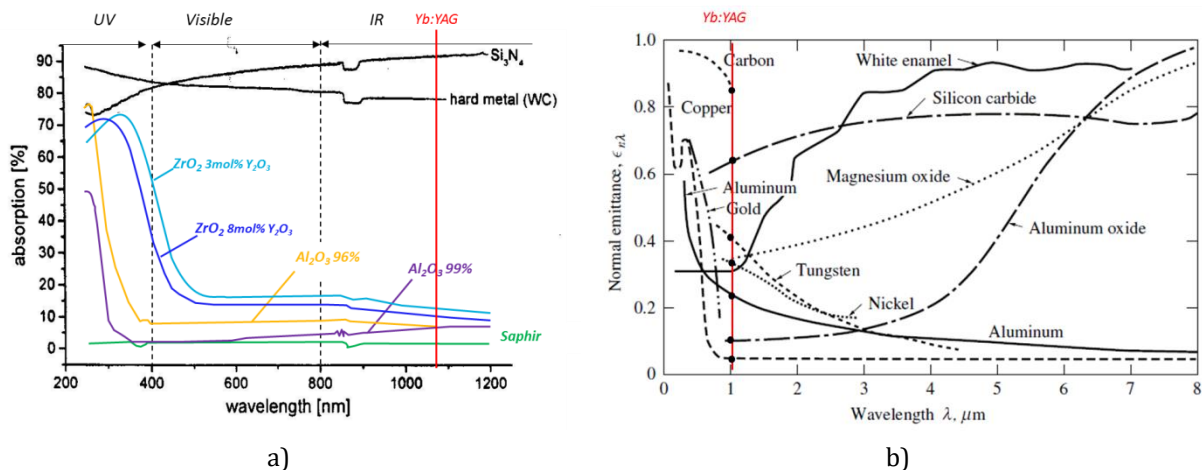 UV
Visible
IR
Yb:YAG
absorption [%]
100
90
80
70
60
50
40
30
20
10
0
Si₃N₄
hard metal (WC)
ZrO₂ 3mol% Y₂O₃
ZrO₂ 8mol% Y₂O₃
Al₂O₃ 96%
Al₂O₃ 99%
Saphir
200
400
600
800
1000
1200
wavelength [nm]
a)
Yb:YAG
Normal emittance, ϵnλ
1.0
0.8
0.6
0.4
0.2
0
Carbon
White enamel
Copper
Silicon carbide
Aluminum
Gold
Magnesium oxide
Aluminum oxide
Tungsten
Nickel
Aluminum
0
1
2
3
4
5
6
7
8
Wavelength λ, μm
b)